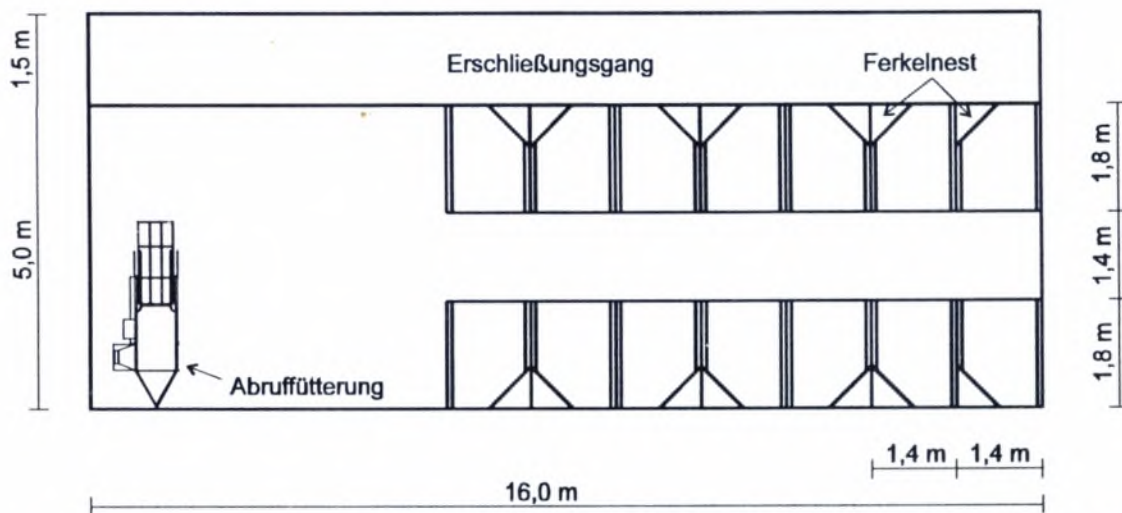 1,5 m
Erschließungsgang
Ferkelnest
1,8 m
5,0 m
1,4 m
Abruffütterung
1,8 m
1,4 m
1,4 m
16,0 m